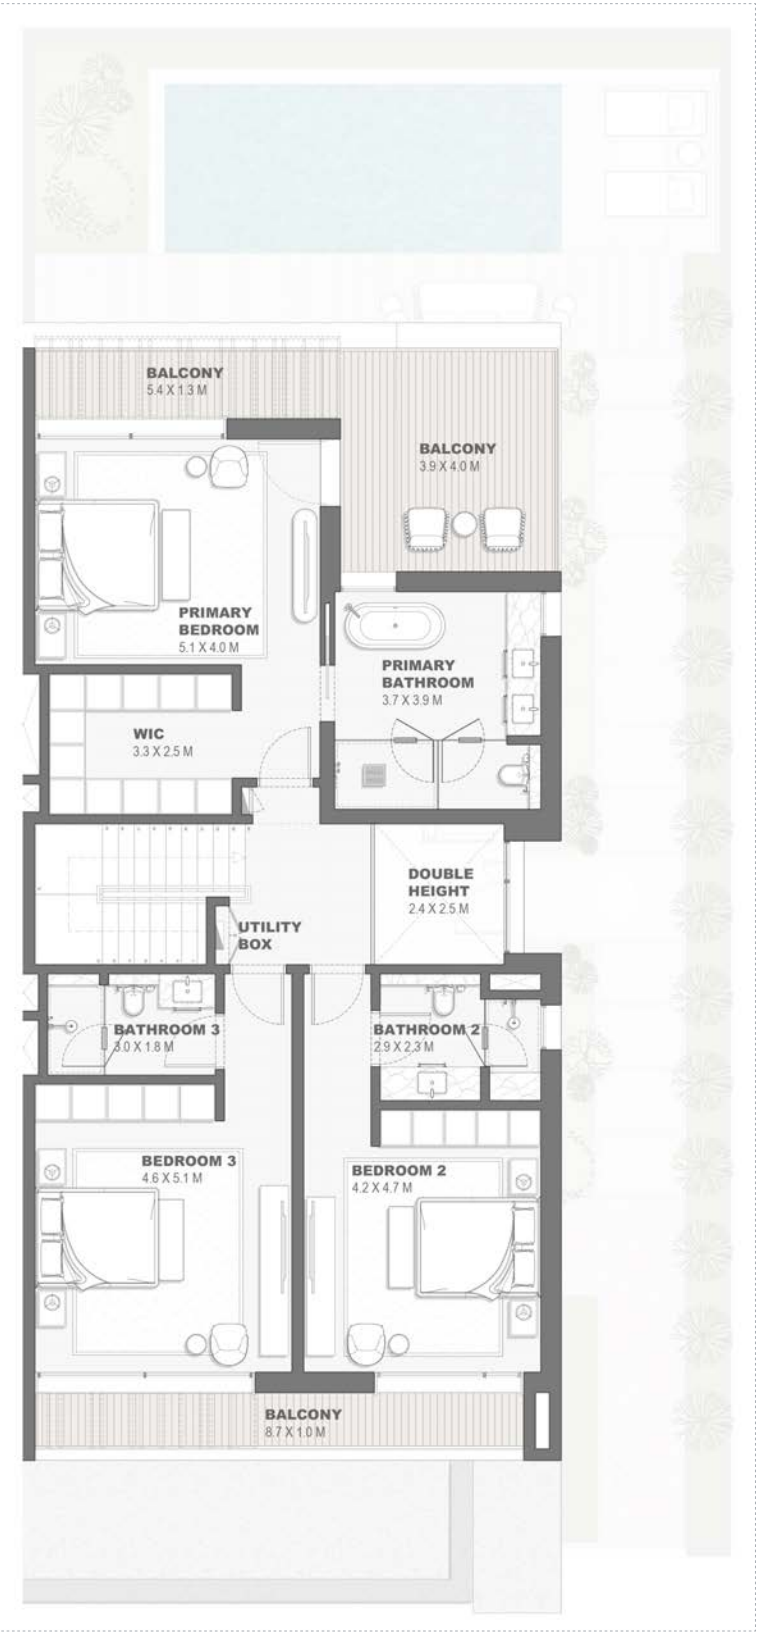 BALCONY
5.4 X 1.3 M
BALCONY
3.9 X 4.0 M
PRIMARY
BEDROOM
5.1 X 4.0 M
PRIMARY
BATHROOM
3.7 X 3.9 M
WIC
3.3 X 2.5 M
DOUBLE
HEIGHT
2.4 X 2.5 M
UTILITY
BOX
BATHROOM 3
3.0 X 1.8 M
BATHROOM 2
2.9 X 2.3 M
BEDROOM 3
4.6 X 5.1 M
BEDROOM 2
4.2 X 4.7 M
BALCONY
8.7 X 1.0 M